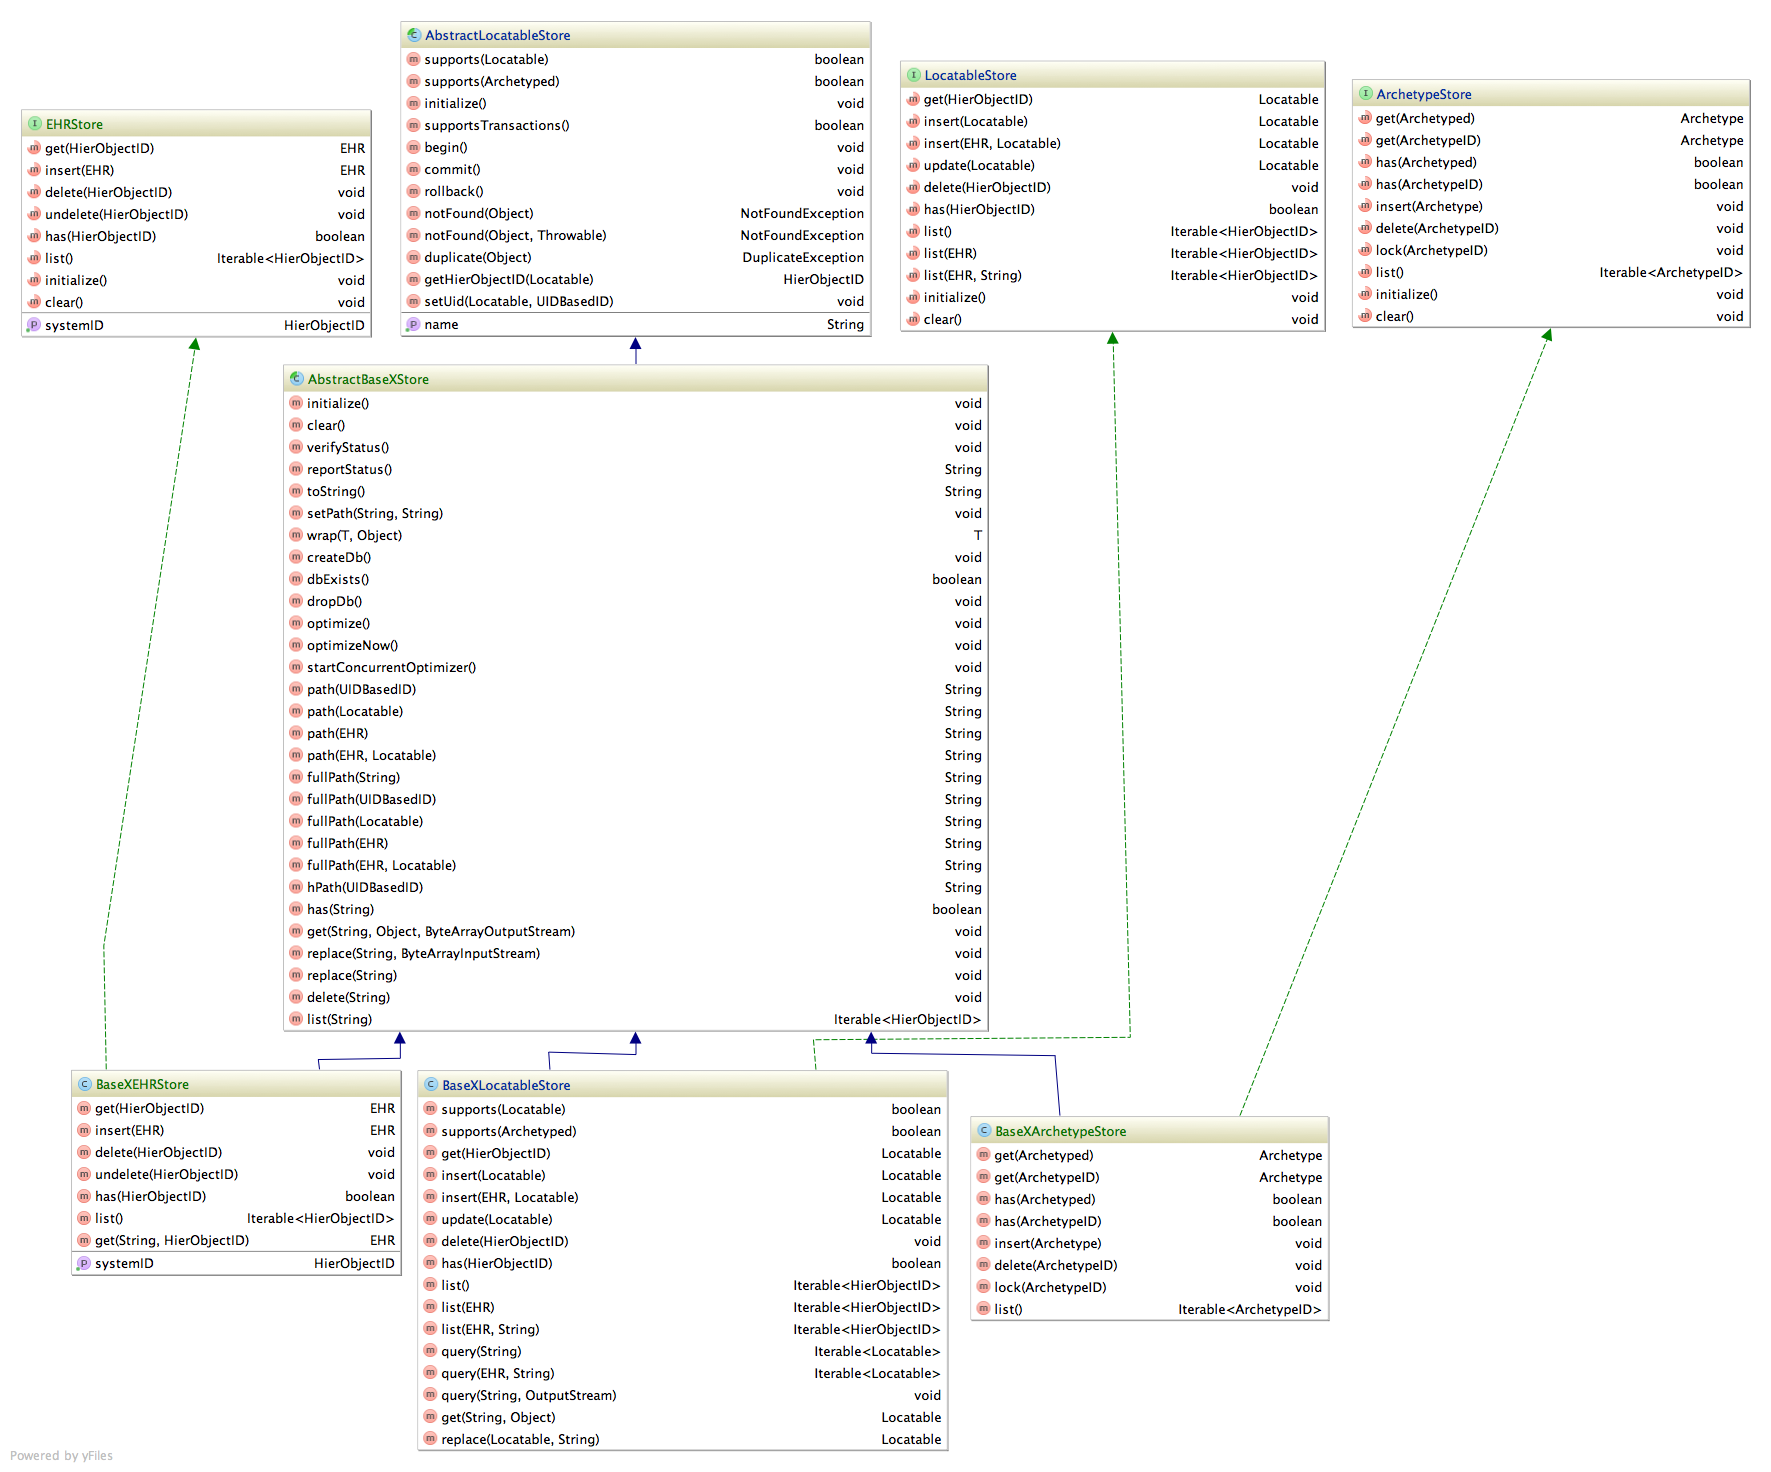 EHRStore
get(HierObjectID) EHR
insert(EHR) EHR
delete(HierObjectID) void
undelete(HierObjectID) void
has(HierObjectID) boolean
list() Iterable<HierObjectID>
initialize() void
clear() void
systemID HierObjectID
AbstractLocatableStore
supports(Locatable) boolean
supports(Archetyped) boolean
initialize() void
supportsTransactions() boolean
begin() void
commit() void
rollback() void
notFound(Object) NotFoundException
notFound(Object, Throwable) NotFoundException
duplicate(Object) DuplicateException
getHierObjectID(Locatable) HierObjectID
setUid(Locatable, UIDBasedID) void
name String
LocatableStore
get(HierObjectID) Locatable
insert(Locatable) Locatable
insert(EHR, Locatable) Locatable
update(Locatable) Locatable
delete(HierObjectID) void
has(HierObjectID) boolean
list() Iterable<HierObjectID>
list(EHR) Iterable<HierObjectID>
list(EHR, String) Iterable<HierObjectID>
initialize() void
clear() void
ArchetypeStore
get(Archetyped) Archetype
get(ArchetypeID) Archetype
has(Archetyped) boolean
has(ArchetypeID) boolean
insert(Archetype) void
delete(ArchetypeID) void
lock(ArchetypeID) void
list() Iterable<ArchetypeID>
initialize() void
clear() void
AbstractBaseXStore
initialize() void
clear() void
verifyStatus() void
reportStatus() String
toString() String
setPath(String, String) void
wrap(T, Object) T
createDb() void
dbExists() boolean
dropDb() void
optimize() void
optimizeNow() void
startConcurrentOptimizer() void
path(UIDBasedID) String
path(Locatable) String
path(EHR) String
path(EHR, Locatable) String
fullPath(String) String
fullPath(UIDBasedID) String
fullPath(Locatable) String
fullPath(EHR) String
fullPath(EHR, Locatable) String
hPath(UIDBasedID) String
has(String) boolean
get(String, Object, ByteArrayOutputStream) void
replace(String, ByteArrayInputStream) void
replace(String) void
delete(String) void
list(String) Iterable<HierObjectID>
BaseXEHRStore
get(HierObjectID) EHR
insert(EHR) EHR
delete(HierObjectID) void
undelete(HierObjectID) void
has(HierObjectID) boolean
list() Iterable<HierObjectID>
get(String, HierObjectID) EHR
systemID HierObjectID
BaseXLocatableStore
supports(Locatable) boolean
supports(Archetyped) boolean
get(HierObjectID) Locatable
insert(Locatable) Locatable
insert(EHR, Locatable) Locatable
update(Locatable) Locatable
delete(HierObjectID) void
has(HierObjectID) boolean
list() Iterable<HierObjectID>
list(EHR) Iterable<HierObjectID>
list(EHR, String) Iterable<HierObjectID>
query(String) Iterable<Locatable>
query(EHR, String) Iterable<Locatable>
query(String, OutputStream) void
get(String, Object) Locatable
replace(Locatable, String) Locatable
BaseXArchetypeStore
get(Archetyped) Archetype
get(ArchetypeID) Archetype
has(Archetyped) boolean
has(ArchetypeID) boolean
insert(Archetype) void
delete(ArchetypeID) void
lock(ArchetypeID) void
list() Iterable<ArchetypeID>
Powered by yFiles